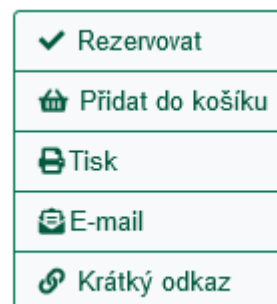 Rezervovat
Přidat do košíku
Tisk
E-mail
Krátký odkaz